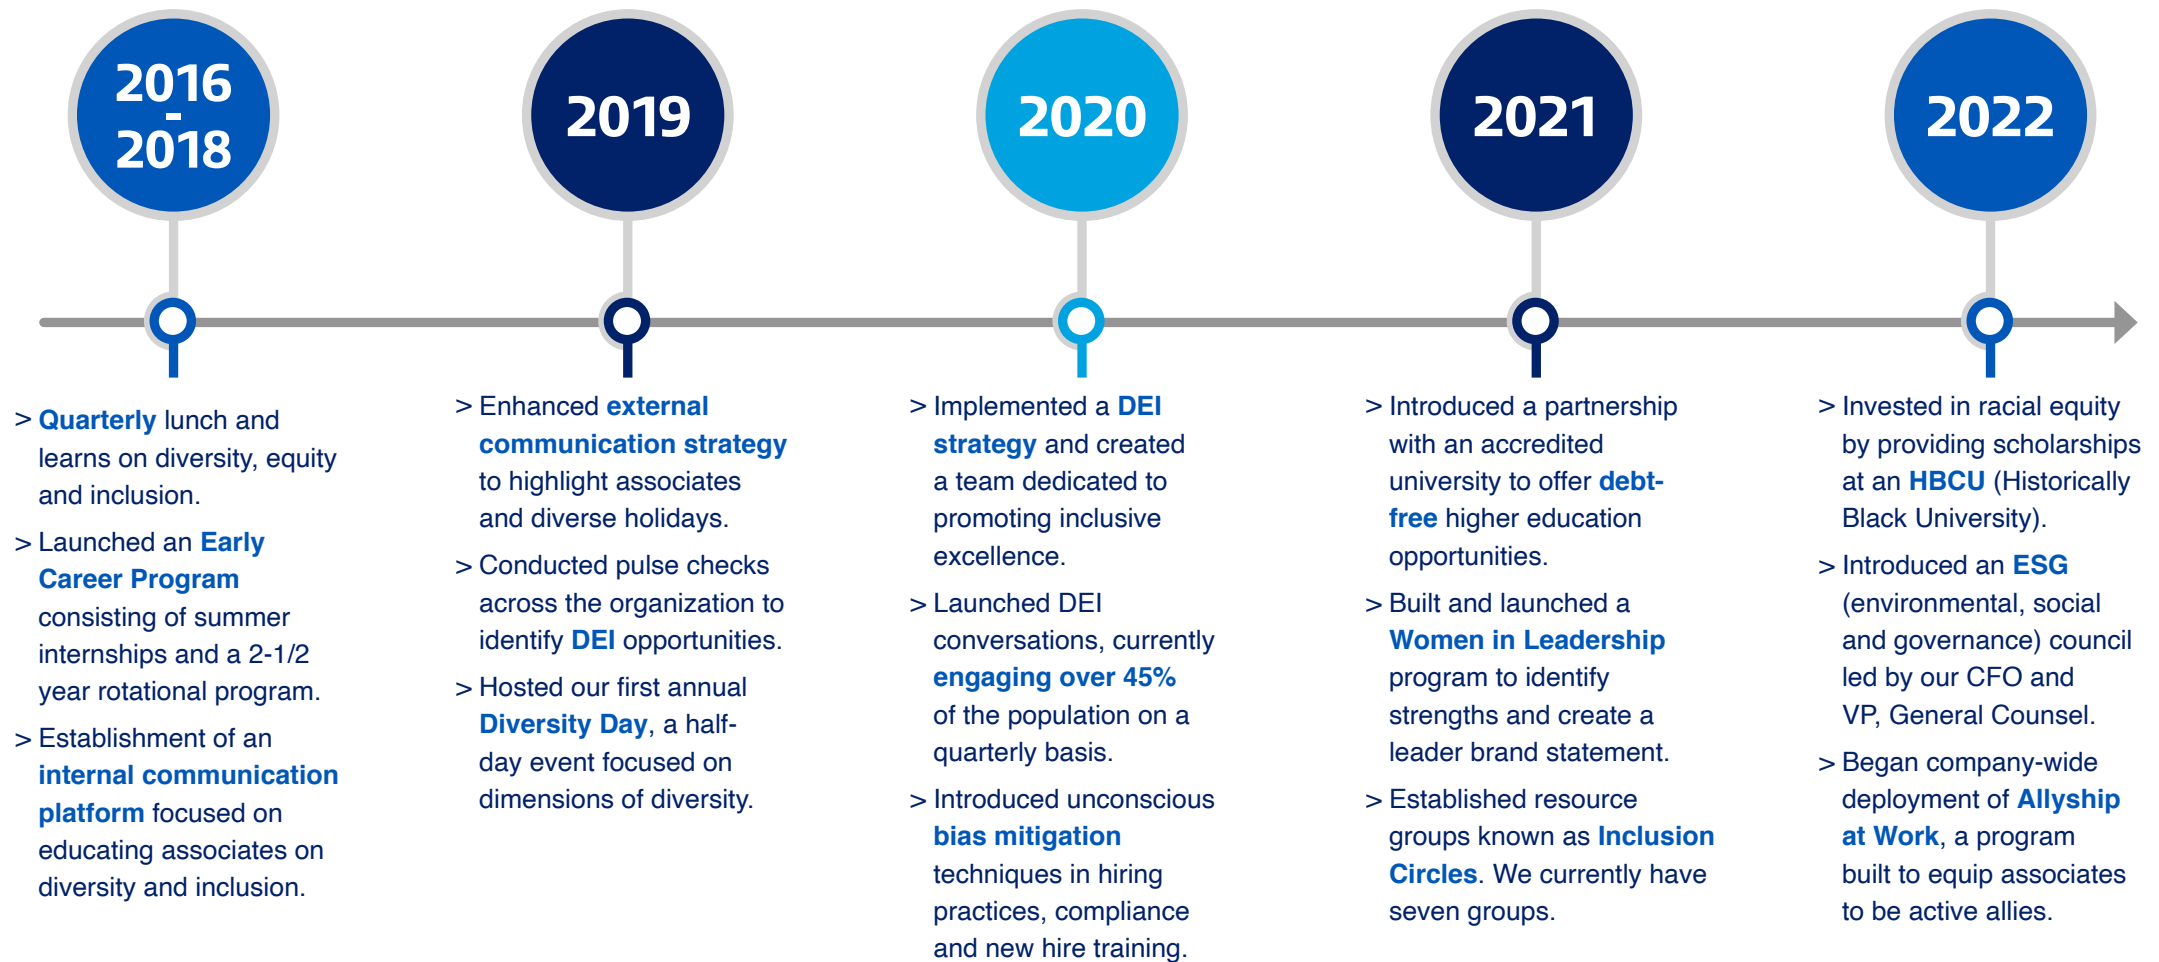 2016
-
2018
> Quarterly lunch and
learns on diversity, equity
and inclusion.
> Launched an Early
Career Program
consisting of summer
internships and a 2-1/2
year rotational program.
> Establishment of an
internal communication
platform focused on
educating associates on
diversity and inclusion.
2019
> Enhanced external
communication strategy
to highlight associates
and diverse holidays.
> Conducted pulse checks
across the organization to
identify DEI opportunities.
> Hosted our first annual
Diversity Day, a half-
day event focused on
dimensions of diversity.
2020
> Implemented a DEI
strategy and created
a team dedicated to
promoting inclusive
excellence.
> Launched DEI
conversations, currently
engaging over 45%
of the population on a
quarterly basis.
> Introduced unconscious
bias mitigation
techniques in hiring
practices, compliance
and new hire training.
2021
> Introduced a partnership
with an accredited
university to offer debt-
free higher education
opportunities.
> Built and launched a
Women in Leadership
program to identify
strengths and create a
leader brand statement.
> Established resource
groups known as Inclusion
Circles. We currently have
seven groups.
2022
> Invested in racial equity
by providing scholarships
at an HBCU (Historically
Black University).
> Introduced an ESG
(environmental, social
and governance) council
led by our CFO and
VP, General Counsel.
> Began company-wide
deployment of Allyship
at Work, a program
built to equip associates
to be active allies.